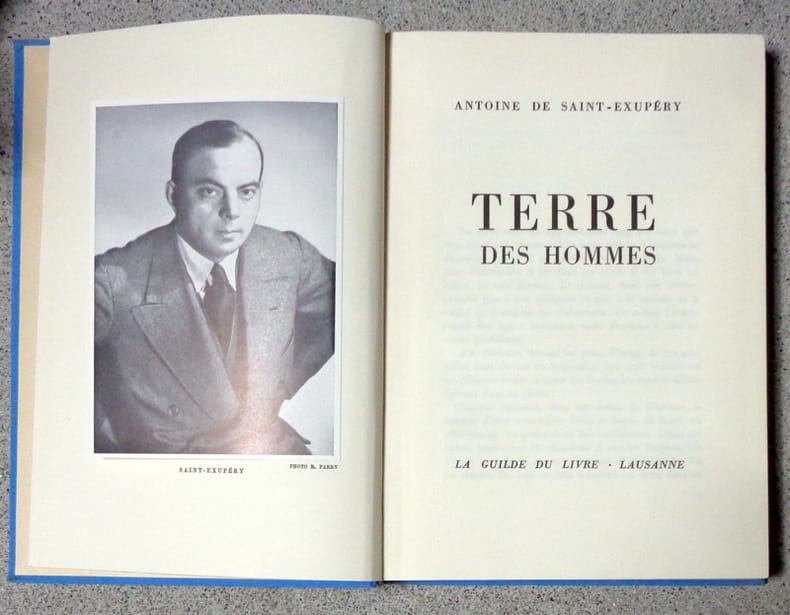 SAINT-EXUPÉRY
PHOTO R. PARRY
ANTOINE DE SAINT-EXUPÉRY
TERRE
DES HOMMES
LA GUILDE DU LIVRE · LAUSANNE